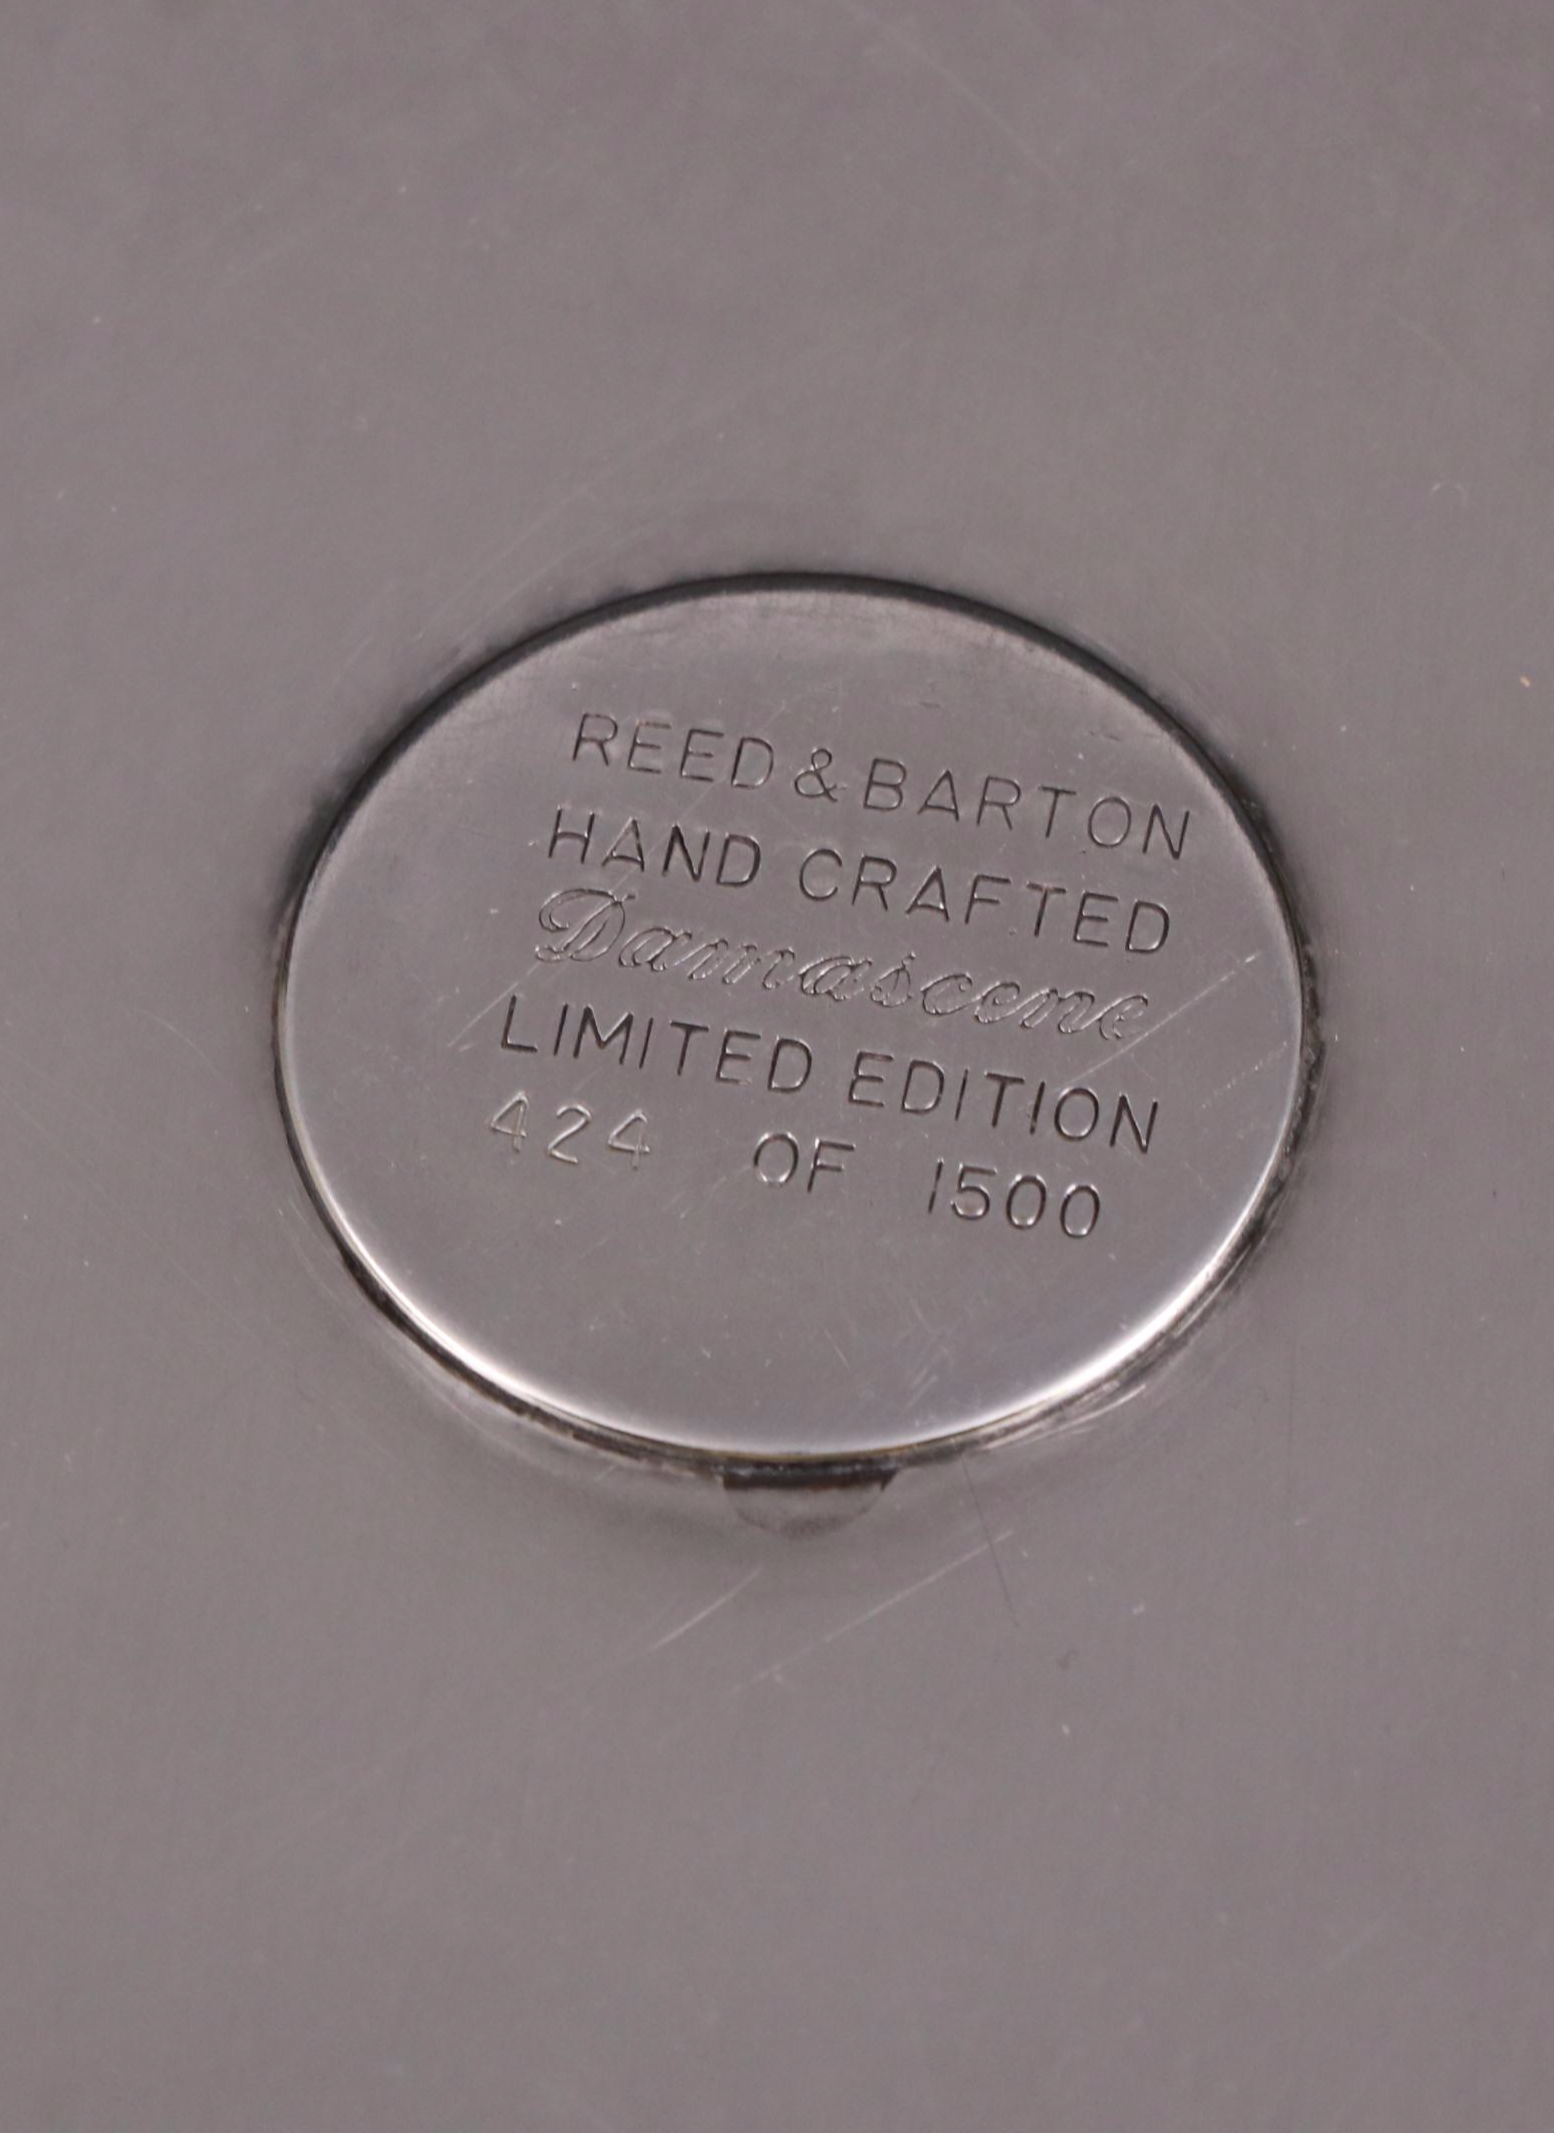 REED & BARTON
HAND CRAFTED
Damascene
LIMITED EDITION
424 OF 1500